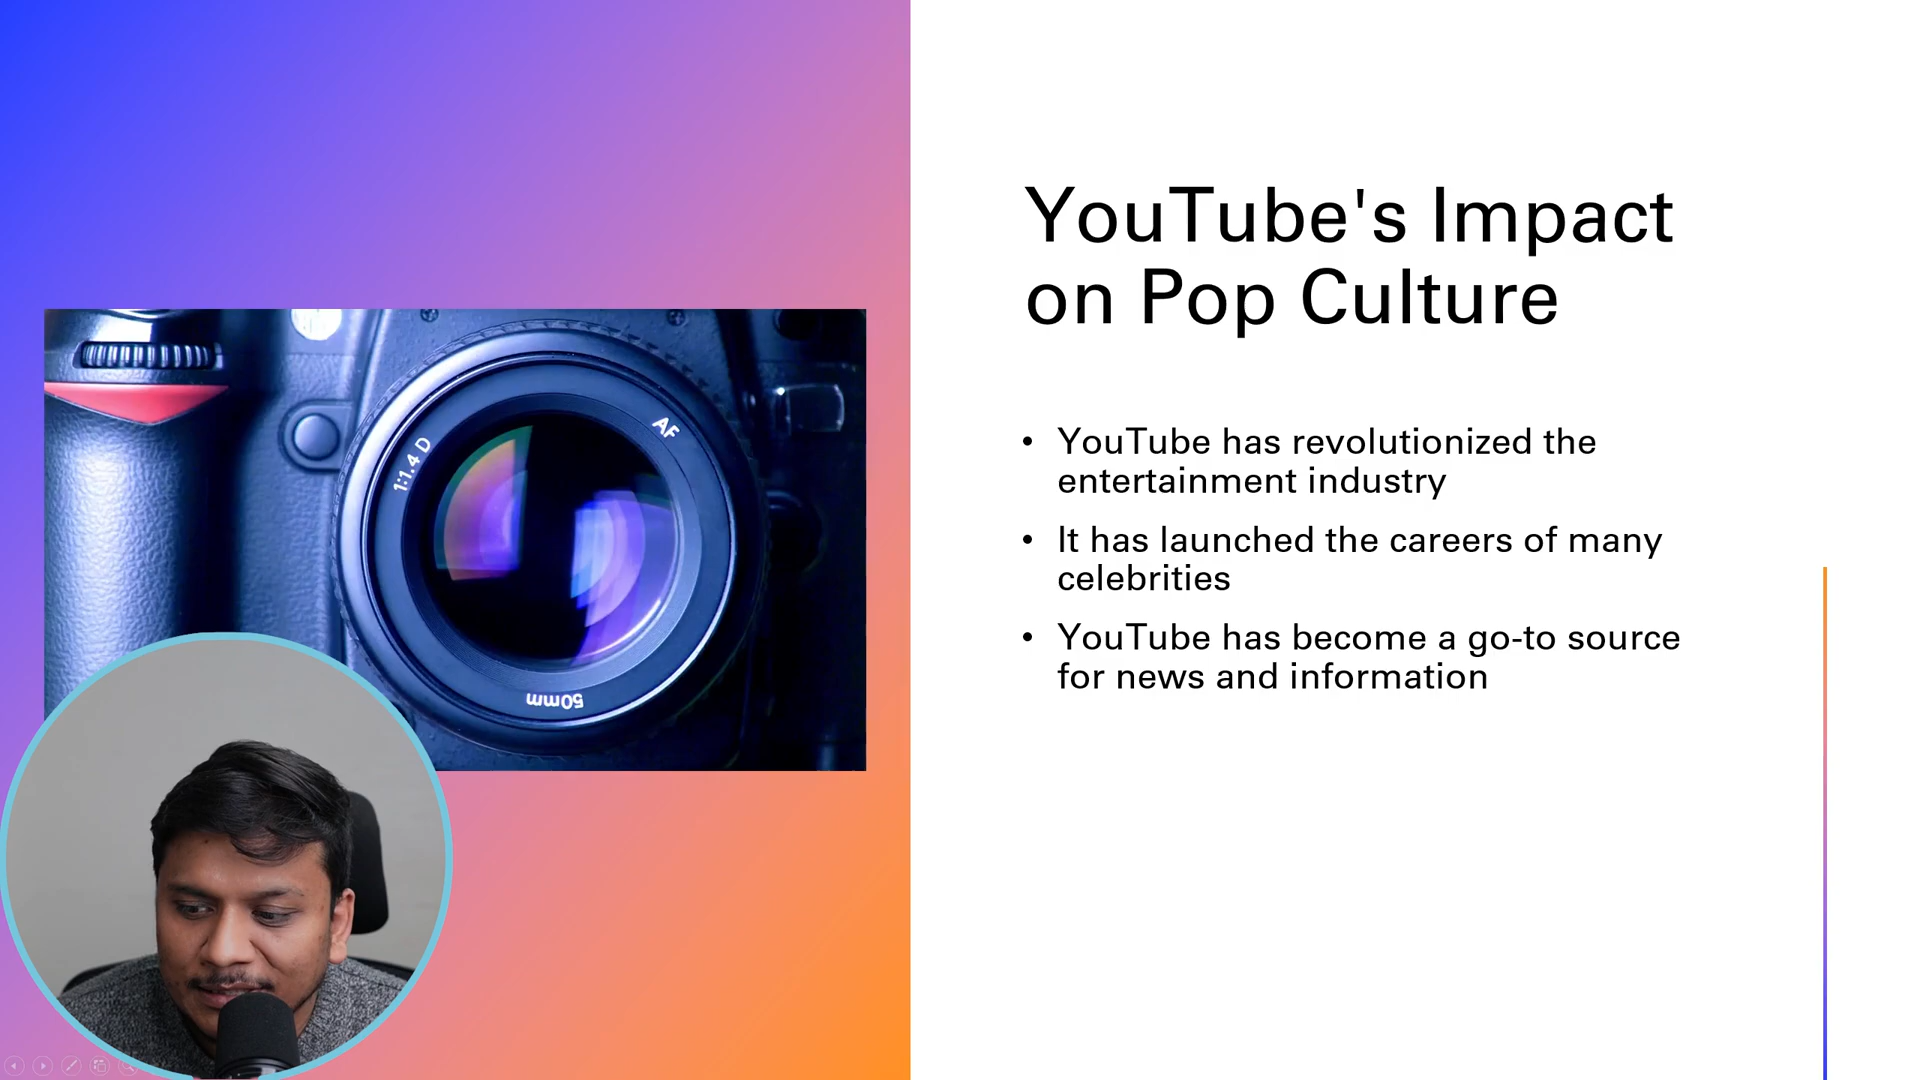 YouTube's Impact
on Pop Culture
• YouTube has revolutionized the
entertainment industry
• It has launched the careers of many
celebrities
• YouTube has become a go-to source
for news and information
1:1.4 D
AF
50mm